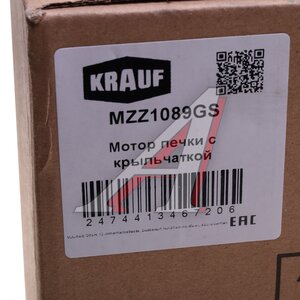 KRAUF
MZZ1089GS
Мотор печки с
крыльчаткой
2474413467206
EAC